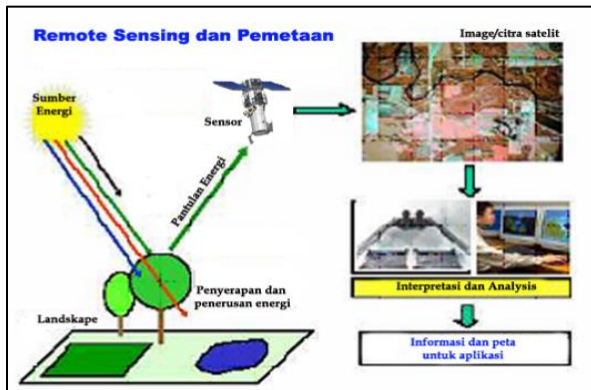 Remote Sensing dan Pemetaan
Image/citra satelit
Sumber
Energi
Sensor
Pantulan Energi
Penyerapan dan
penerusan energi
Landskape
Interpretasi dan Analysis
Informasi dan peta
untuk aplikasi